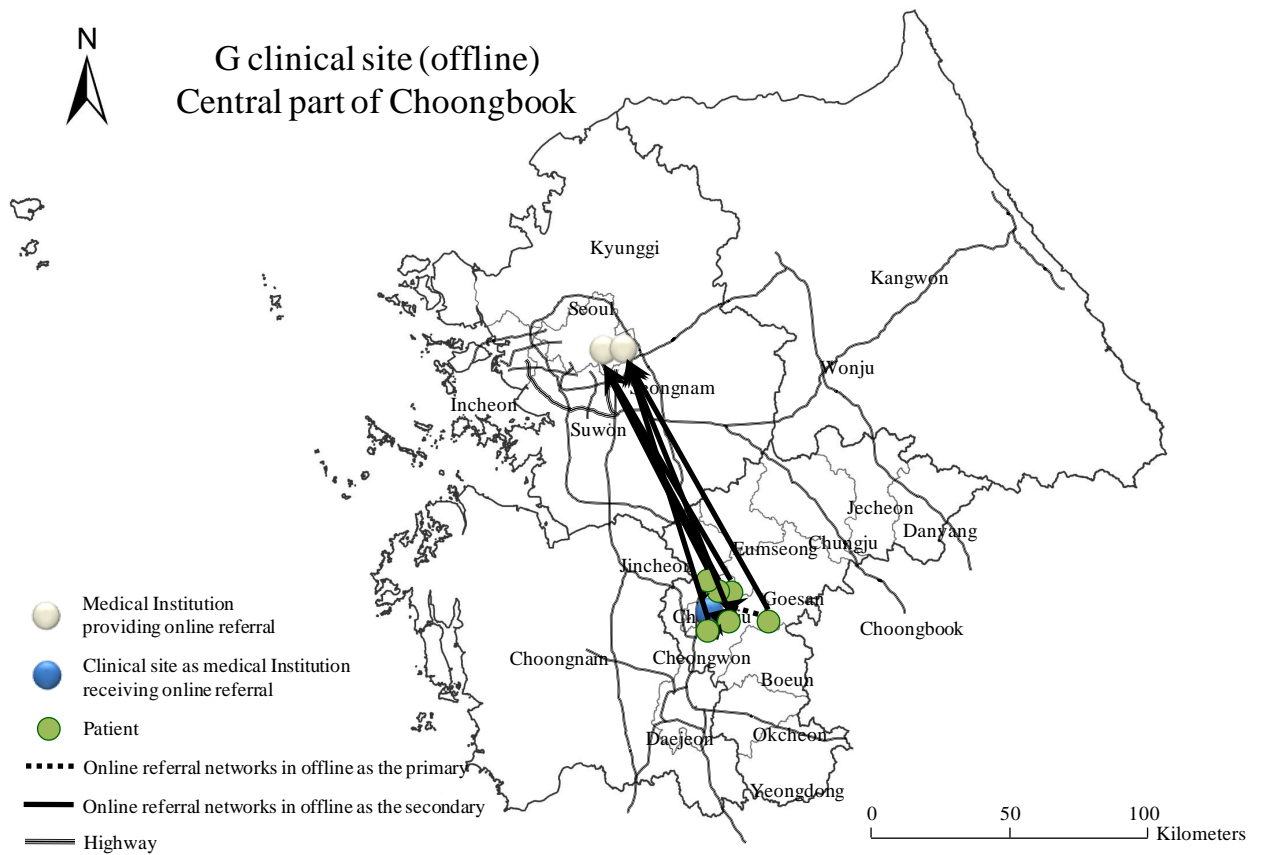 N
G clinical site (offline)
Central part of Choongbook
Kyunggi
Kangwon
Seoul
Wonju
Seongnam
Incheon
Suwon
Jecheon
Danyang
Chungju
Eumseong
Jincheon
Goesan
Choongbook
Choongnam
Cheongwon
Boeun
Daejeon
Okcheon
Yeongdong
Medical Institution
providing online referral
Clinical site as medical Institution
receiving online referral
Patient
Online referral networks in offline as the primary
Online referral networks in offline as the secondary
Highway
0 50 100
Kilometers